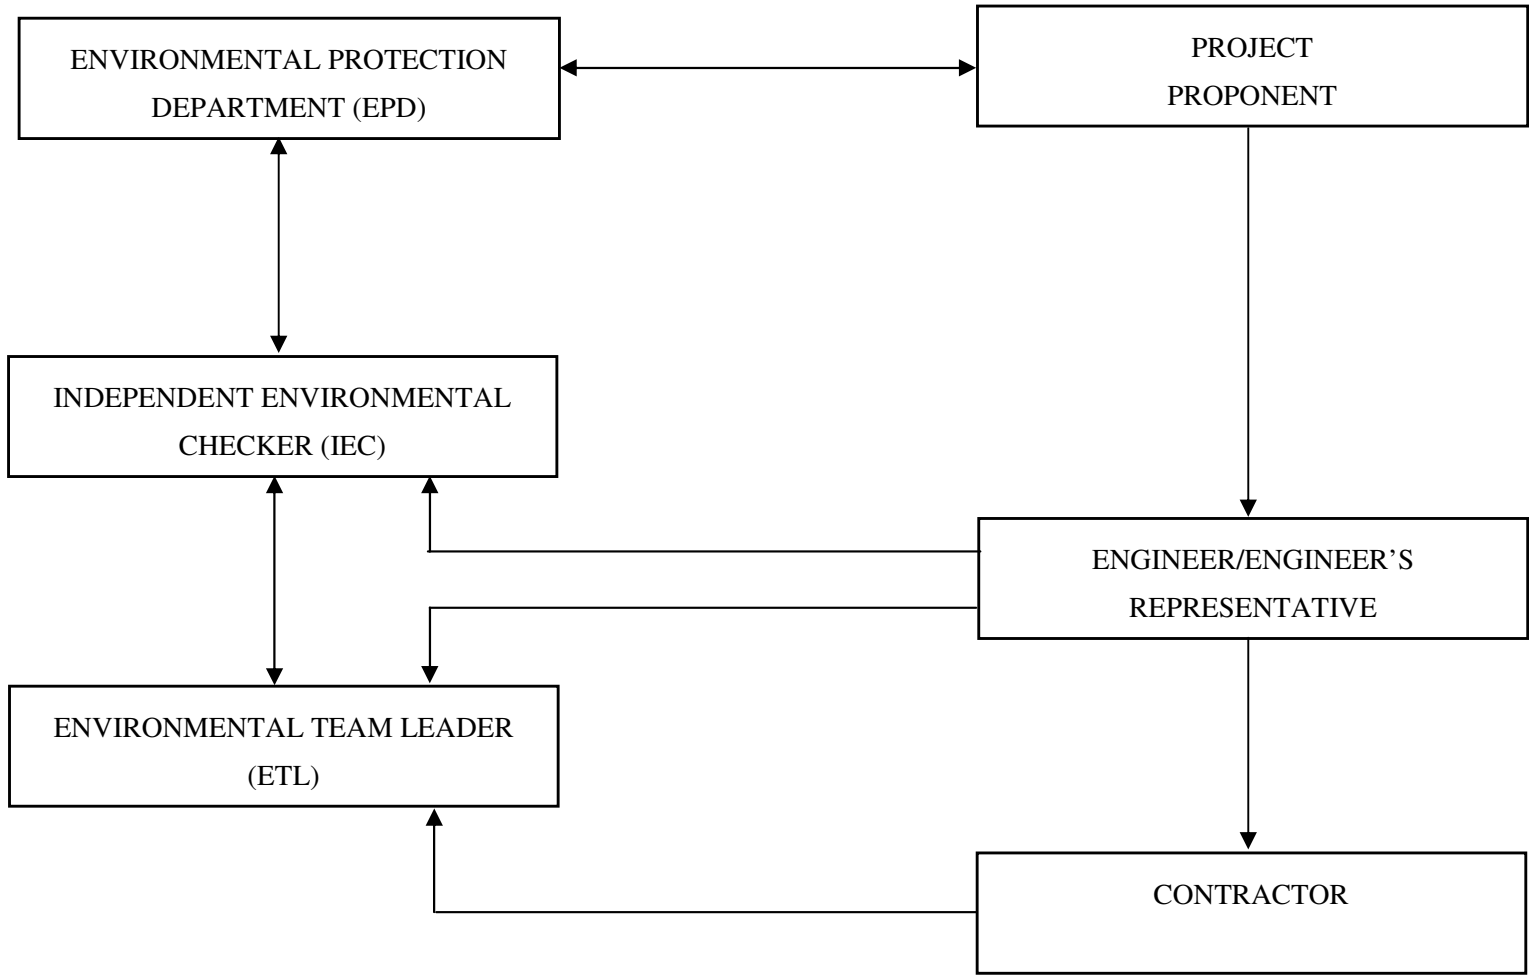 ENVIRONMENTAL PROTECTION
DEPARTMENT (EPD)
PROJECT
PROPONENT
INDEPENDENT ENVIRONMENTAL
CHECKER (IEC)
ENGINEER/ENGINEER’S
REPRESENTATIVE
ENVIRONMENTAL TEAM LEADER
(ETL)
CONTRACTOR